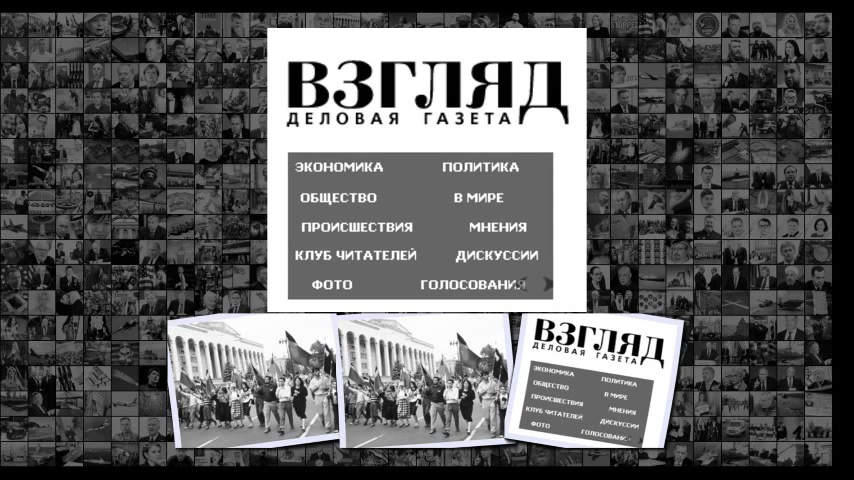 ВЗГЛЯД
ДЕЛОВАЯ ГАЗЕТА
ЭКОНОМИКА ПОЛИТИКА
ОБЩЕСТВО В МИРЕ
ПРОИСШЕСТВИЯ МНЕНИЯ
КЛУБ ЧИТАТЕЛЕЙ ДИСКУССИИ
ФОТО ГОЛОСОВАНИЯ
ВЗГЛЯД
ДЕЛОВАЯ ГАЗЕТА
ЭКОНОМИКА ПОЛИТИКА
ОБЩЕСТВО В МИРЕ
ПРОИСШЕСТВИЯ МНЕНИЯ
КЛУБ ЧИТАТЕЛЕЙ ДИСКУССИИ
ФОТО